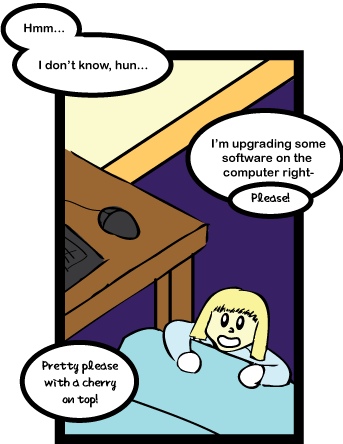 Hmm...
I don't know, hun...
I'm upgrading some
software on the
computer right-
Please!
Pretty please
with a cherry
on top!